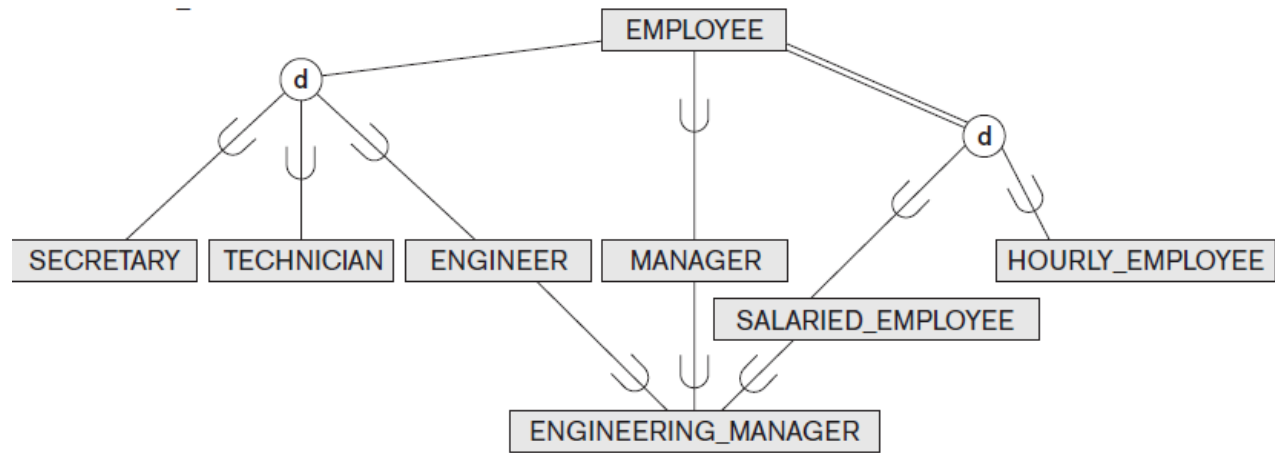 EMPLOYEE
d
d
SECRETARY
TECHNICIAN
ENGINEER
MANAGER
HOURLY_EMPLOYEE
SALARIED_EMPLOYEE
ENGINEERING_MANAGER